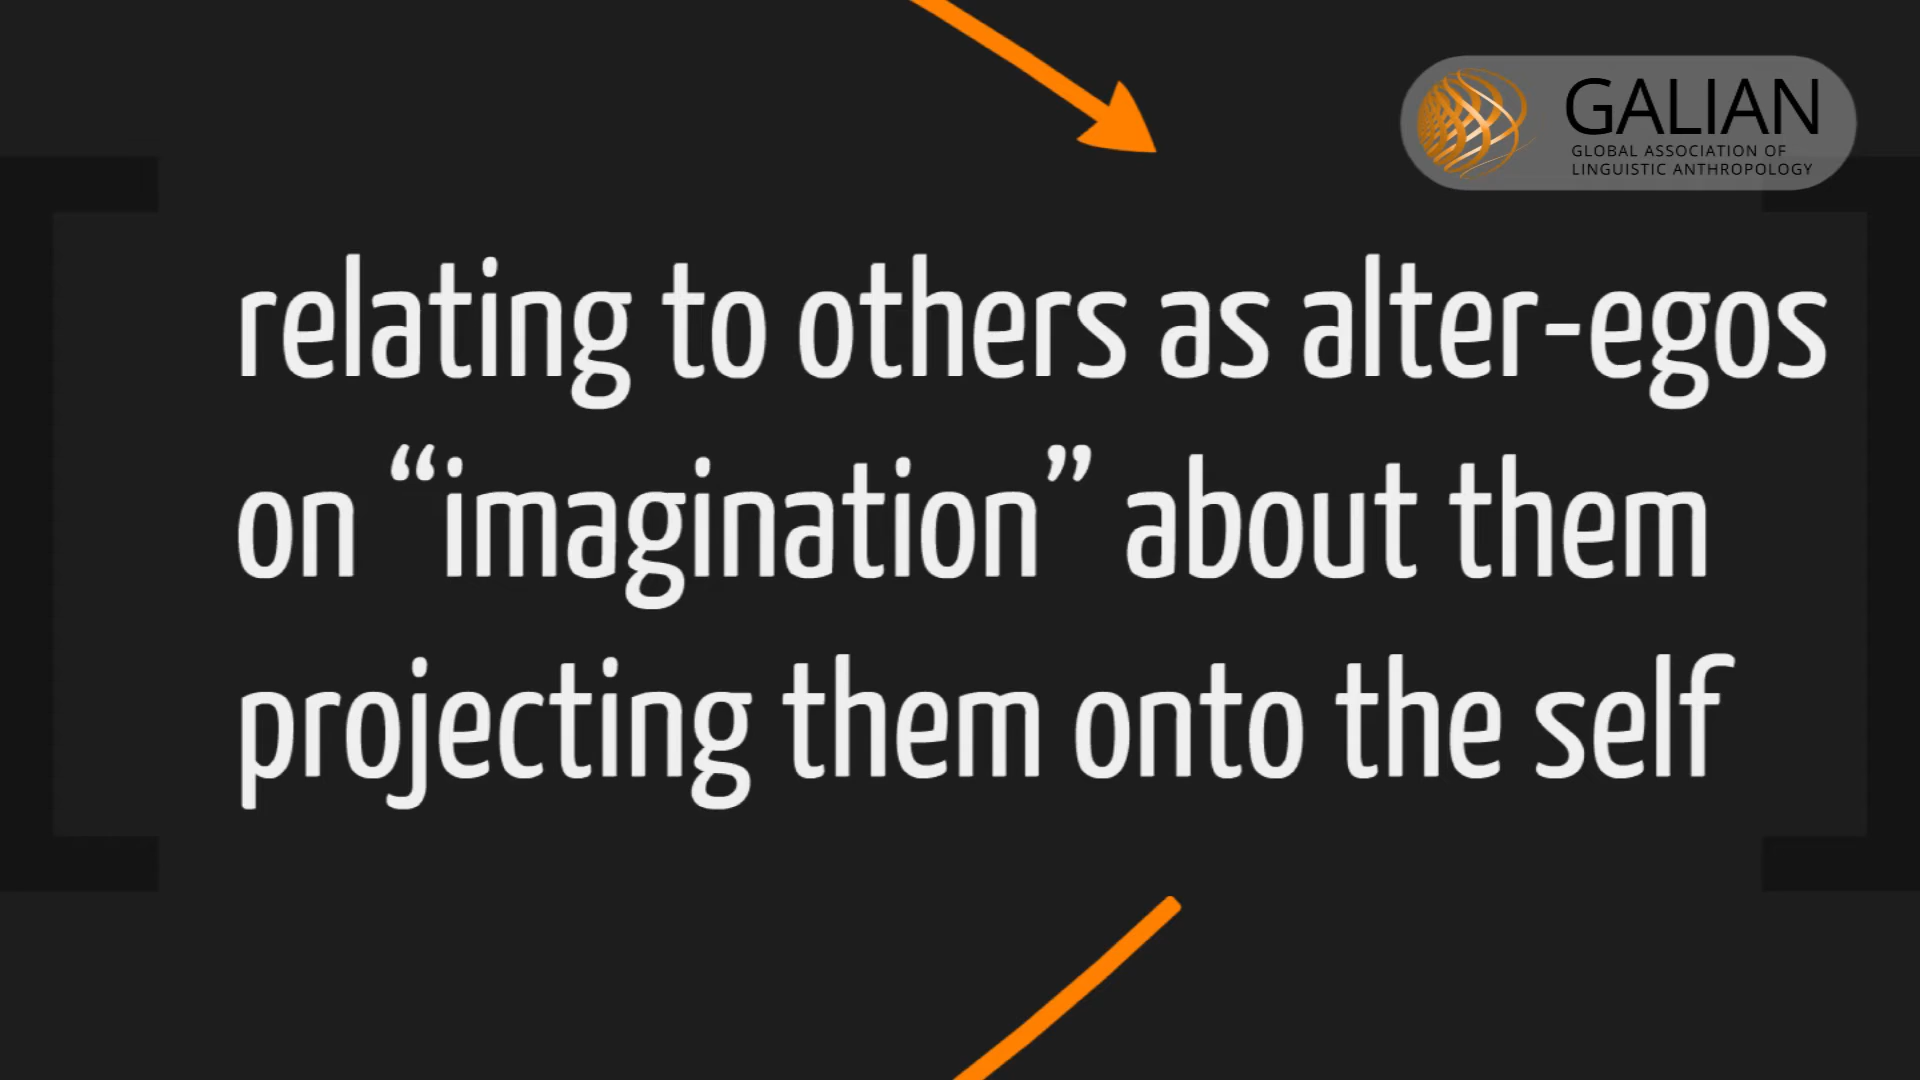 GALIAN
GLOBAL ASSOCIATION OF
LINGUISTIC ANTHROPOLOGY
relating to others as alter-egos
on “imagination” about them
projecting them onto the self